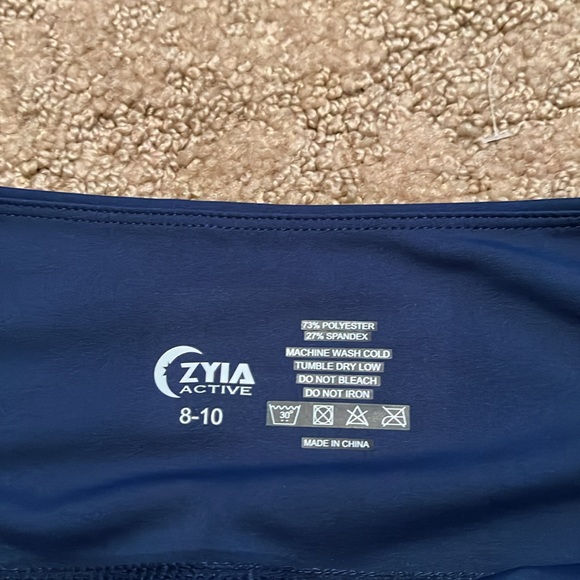 ZYIA
ACTIVE
8-10
73% POLYESTER
27% SPANDEX
MACHINE WASH COLD
TUMBLE DRY LOW
DO NOT BLEACH
DO NOT IRON
30°
MADE IN CHINA